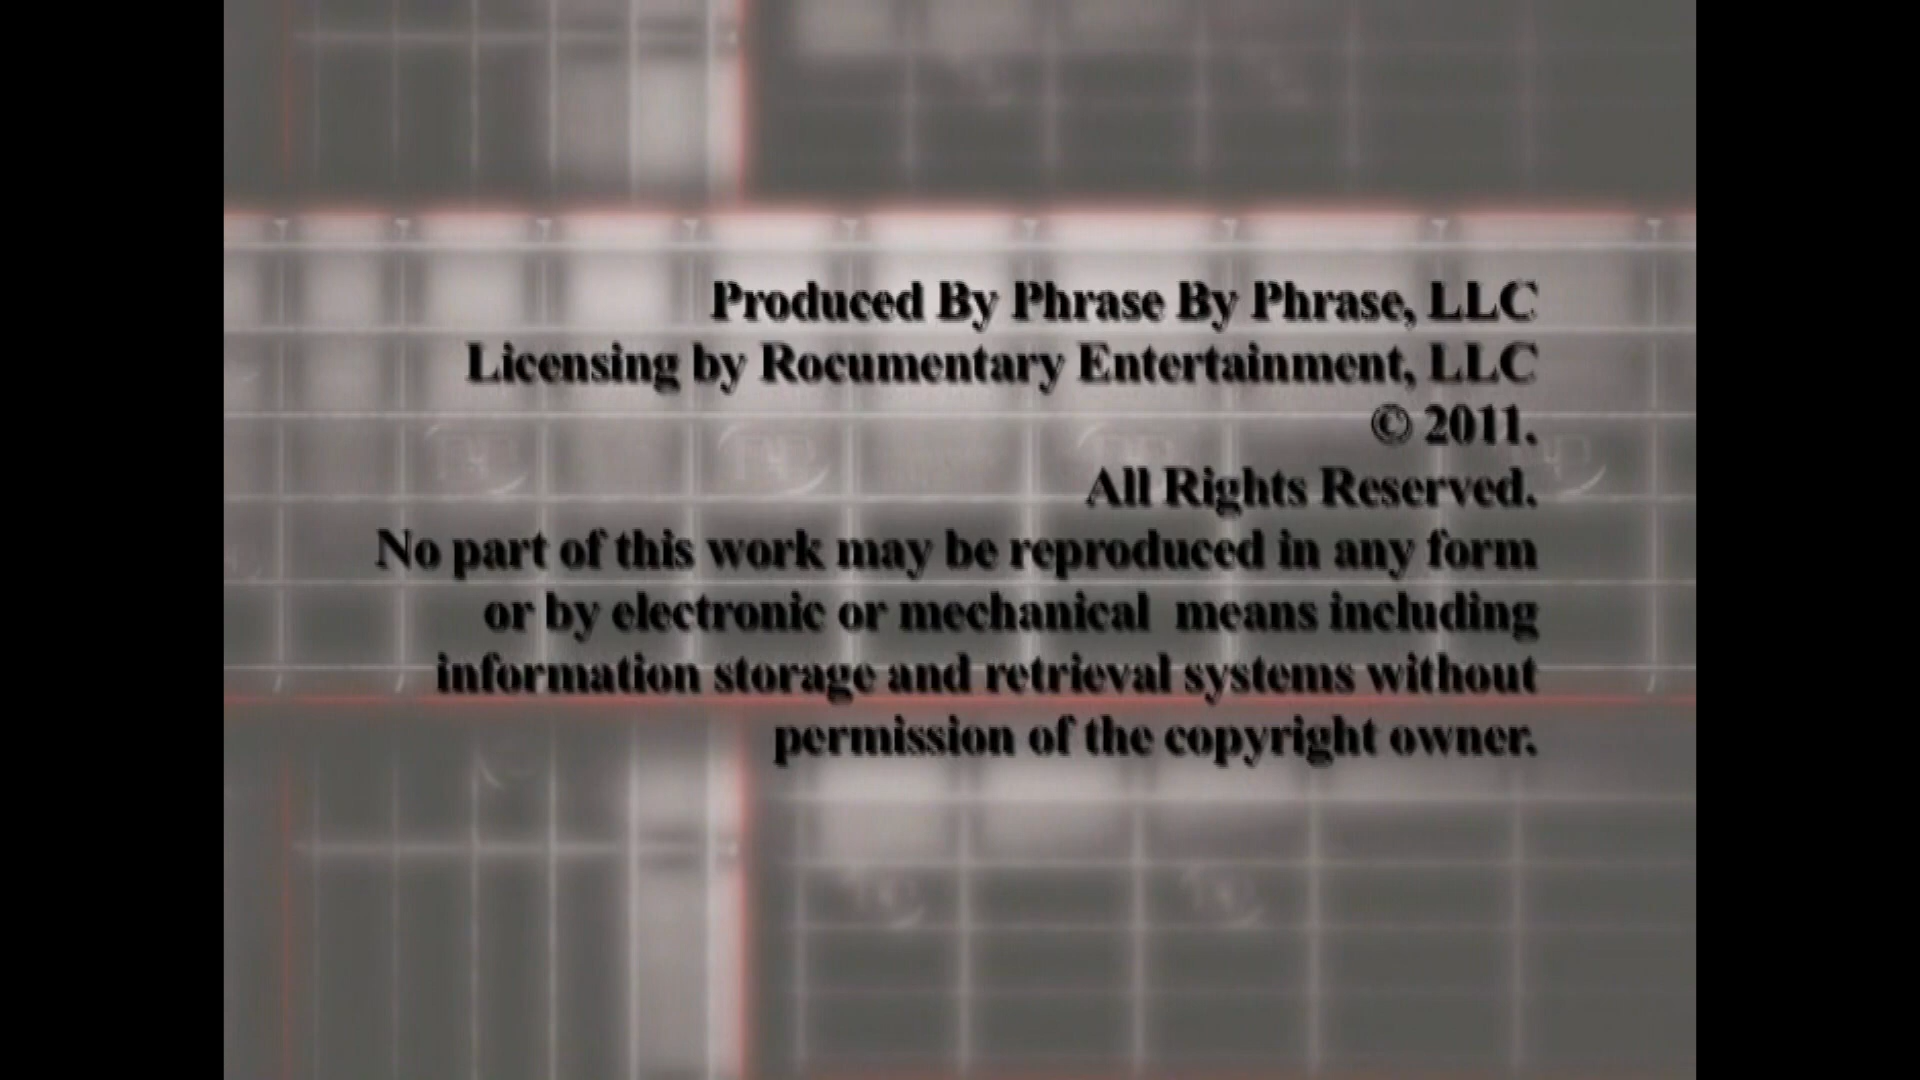 Produced By Phrase By Phrase, LLC
Licensing by Rocumentary Entertainment, LLC
© 2011.
All Rights Reserved.
No part of this work may be reproduced in any form
or by electronic or mechanical means including
information storage and retrieval systems without
permission of the copyright owner.